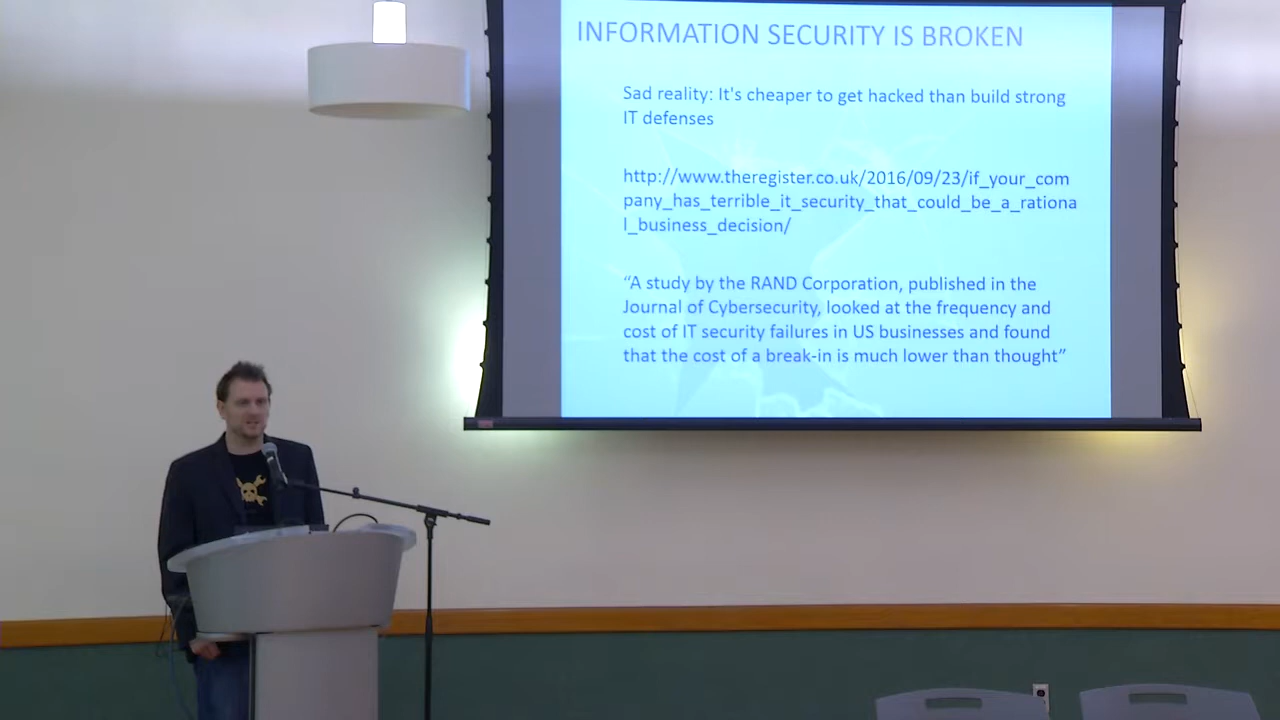 INFORMATION SECURITY IS BROKEN
Sad reality: It's cheaper to get hacked than build strong
IT defenses
http://www.theregister.co.uk/2016/09/23/if_your_com
pany_has_terrible_it_security_that_could_be_a_rationa
l_business_decision/
“A study by the RAND Corporation, published in the
Journal of Cybersecurity, looked at the frequency and
cost of IT security failures in US businesses and found
that the cost of a break-in is much lower than thought”